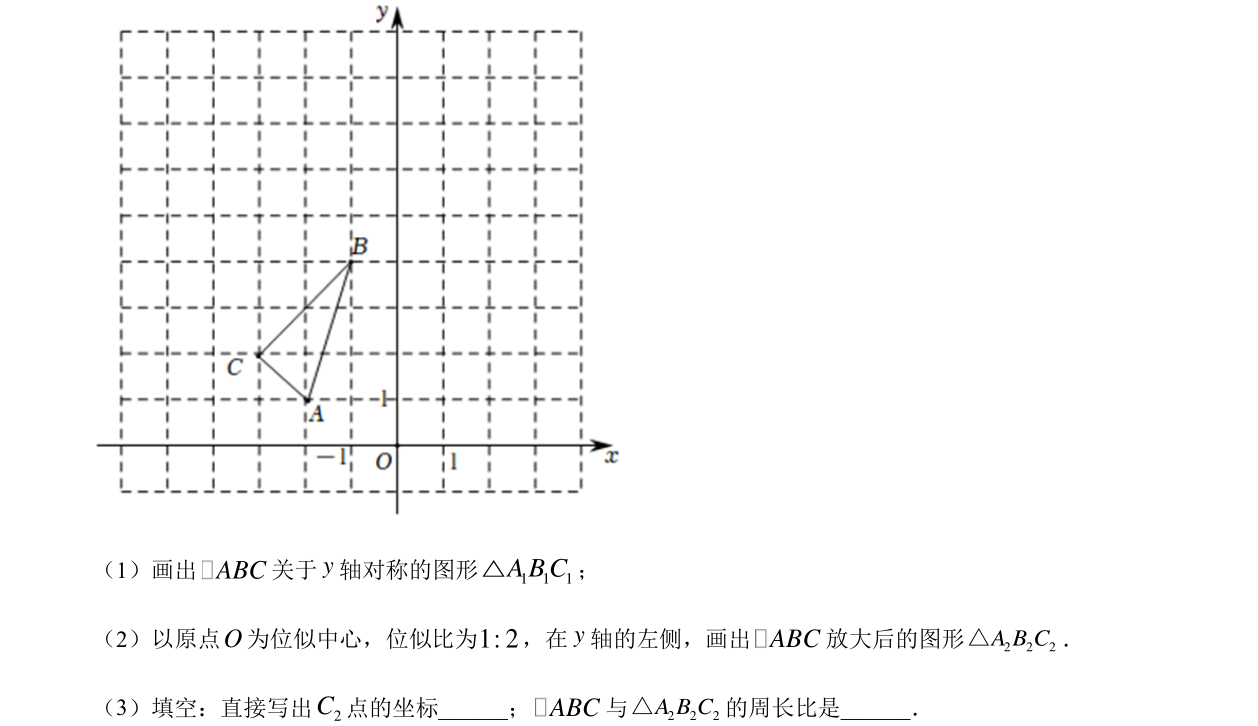 y
B
C
A
1
-1
O
1
x
（1）画出□ABC关于y轴对称的图形△A₁B₁C₁；
（2）以原点O为位似中心，位似比为1:2，在y轴的左侧，画出□ABC放大后的图形△A₂B₂C₂．
（3）填空：直接写出C₂点的坐标______；□ABC与△A₂B₂C₂的周长比是______．